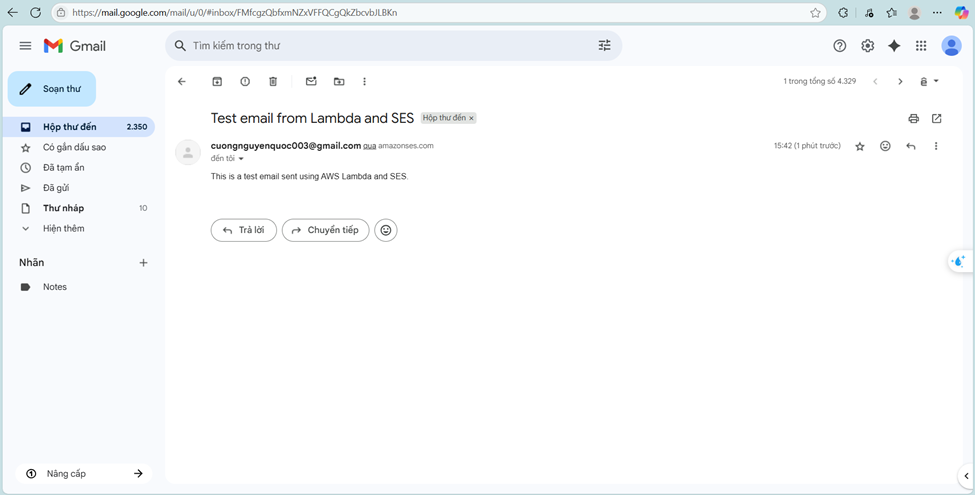 https://mail.google.com/mail/u/0/#inbox/FMfcgzQbfxmNZxVFFQCgQkZbcvbJLBKn
Gmail
Tìm kiếm trong thư
Soạn thư
1 trong tổng số 4.329
Test email from Lambda and SES Hộp thư đến ×
Hộp thư đến 2.350
cuongnguyenquoc003@gmail.com qua amazonses.com
15:42 (1 phút trước)
đến tôi
Có gắn dấu sao
Đã tạm ẩn
This is a test email sent using AWS Lambda and SES.
Đã gửi
Thư nháp 10
Hiện thêm
Trả lời
Chuyển tiếp
Nhãn
Notes
Nâng cấp